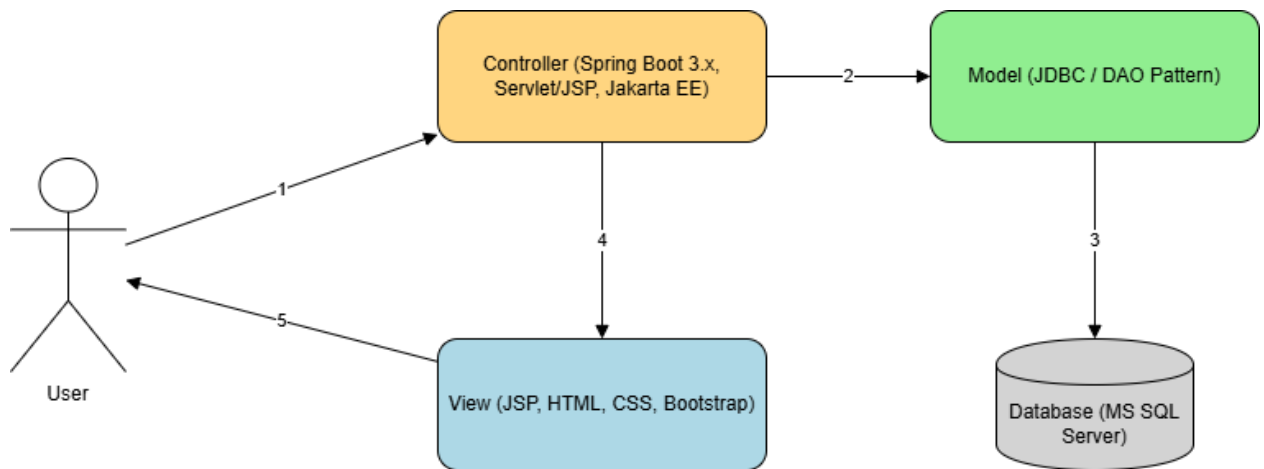 Controller (Spring Boot 3.x,
Servlet/JSP, Jakarta EE)
2
Model (JDBC / DAO Pattern)
1
4
3
5
User
View (JSP, HTML, CSS, Bootstrap)
Database (MS SQL
Server)